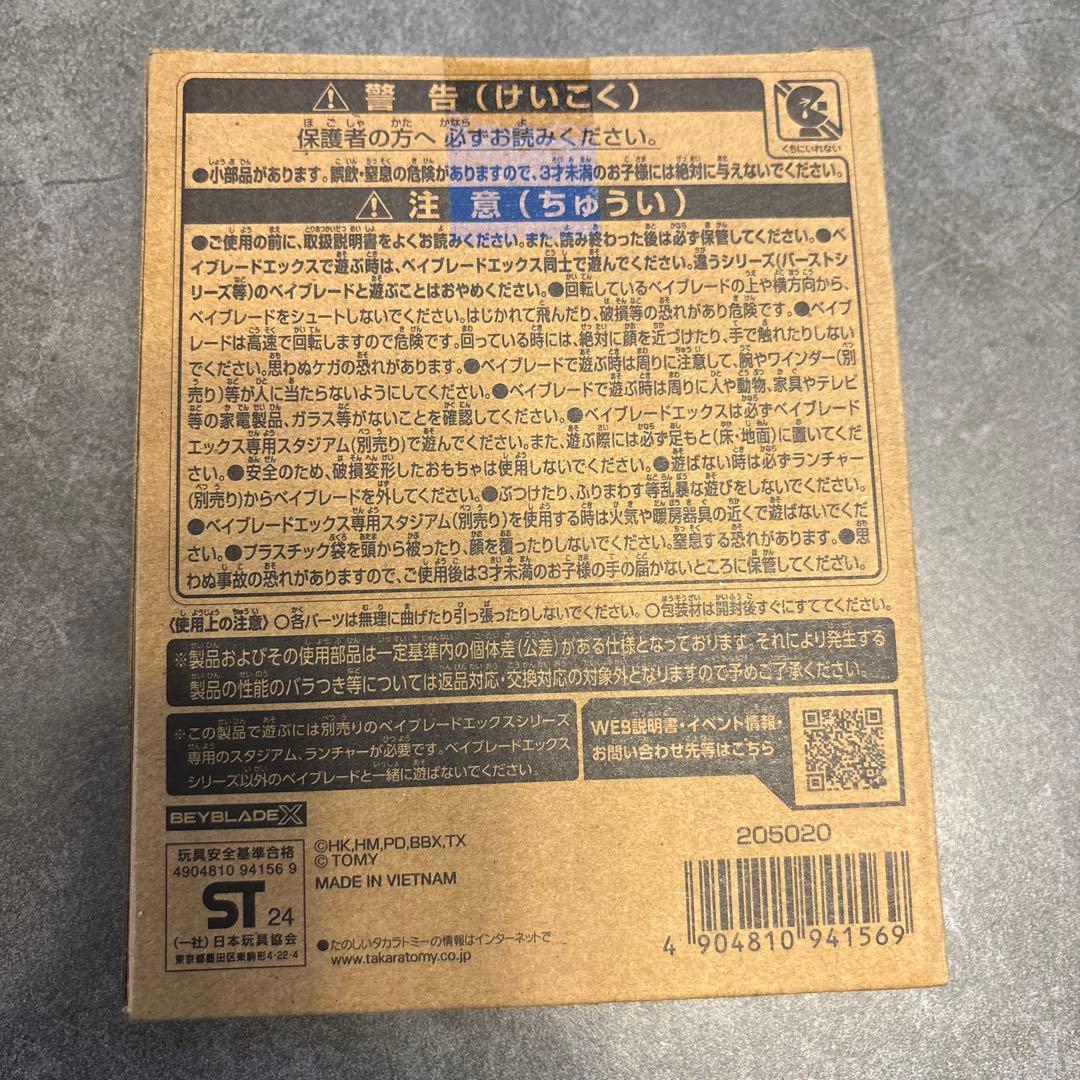 ⚠ 警告(けいこく)
保護者の方へ 必ずお読みください。
くちにいれない
●小部品があります。誤飲・窒息の危険がありますので、3才未満のお子様には絶対に与えないでください。
⚠ 注意(ちゅうい)
●ご使用の前に、取扱説明書をよくお読みください。また、読み終わった後は必ず保管してください。●ベ
イブレードエックスで遊ぶ時は、ベイブレードエックス同士で遊んでください。違うシリーズ(バーストシ
リーズ等)のベイブレードと遊ぶことはおやめください。●回転しているベイブレードの上や横方向から、
ベイブレードをシュートしないでください。はじかれて飛んだり、破損等の恐れがあり危険です。●ベイブ
レードは高速で回転しますので危険です。回っている時には、絶対に顔を近づけたり、手で触れたりしない
でください。思わぬケガの恐れがあります。●ベイブレードで遊ぶ時は周りに注意して、腕やワインダー(別
売り)等が人に当たらないようにしてください。●ベイブレードで遊ぶ時は周りに人や動物、家具やテレビ
等の家電製品、ガラス等がないことを確認してください。●ベイブレードエックスは必ずベイブレード
エックス専用スタジアム(別売り)で遊んでください。また、遊ぶ際には必ず足もと(床・地面)に置いてくだ
さい。●安全のため、破損変形したおもちゃは使用しないでください。●遊ばない時は必ずランチャー
(別売り)からベイブレードを外してください。●ぶつけたり、ふりまわす等乱暴な遊びをしないでください。
●ベイブレードエックス専用スタジアム(別売り)を使用する時は火気や暖房器具の近くで遊ばないでくだ
さい。●プラスチック袋を頭から被ったり、顔を覆ったりしないでください。窒息する恐れがあります。●思
わぬ事故の恐れがありますので、ご使用後は3才未満のお子様の手の届かないところに保管してください。
〈使用上の注意〉 ○各パーツは無理に曲げたり引っ張ったりしないでください。○包装材は開封後すぐにすててください。
※製品およびその使用部品は一定基準内の個体差(公差)がある仕様となっております。それにより発生する
製品の性能のバラつき等については返品対応・交換対応の対象外となりますので予めご了承ください。
※この製品で遊ぶには別売りのベイブレードエックスシリーズ
専用のスタジアム、ランチャーが必要です。ベイブレードエックス
シリーズ以外のベイブレードと一緒に遊ばないでください。
WEB説明書・イベント情報・
お問い合わせ先等はこちら
BEYBLADE X
玩具安全基準合格
4904810 94156 9
ST 24
(一社)日本玩具協会
東京都墨田区東駒形4-22-4
©HK,HM,PD,BBX,TX
© TOMY
MADE IN VIETNAM
●たのしいタカラトミーの情報はインターネットで
www.takaratomy.co.jp
205020
4 904810 941569